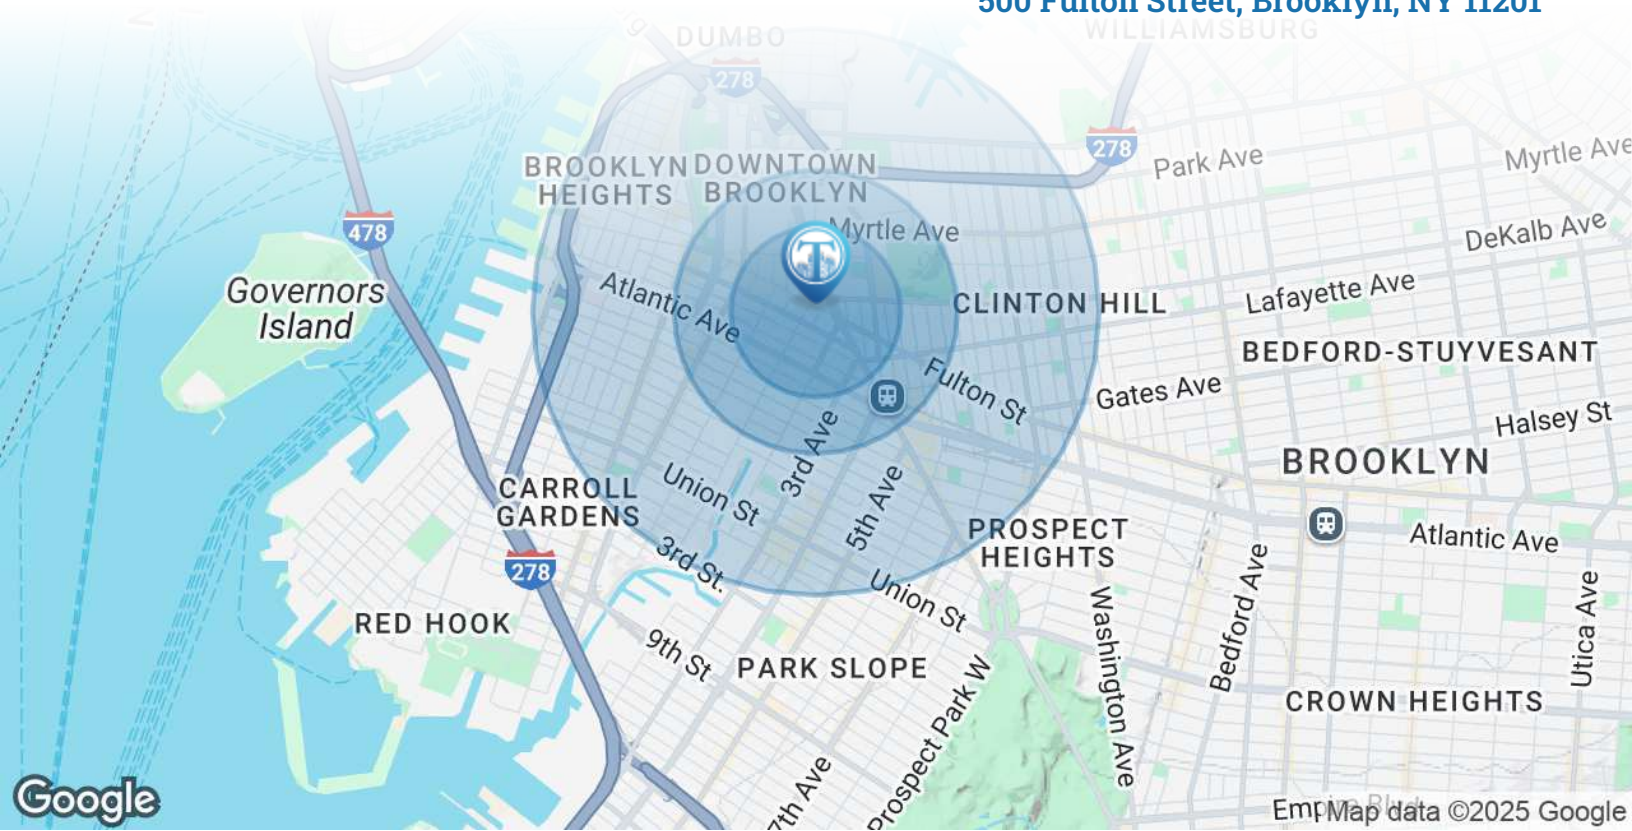 500 Fulton Street, Brooklyn, NY 11201
DUMBO
WILLIAMSBURG
278
278
BROOKLYN
HEIGHTS
DOWNTOWN
BROOKLYN
Park Ave
Myrtle Ave
478
Myrtle Ave
DeKalb Ave
T
Governors
Island
Atlantic Ave
CLINTON HILL
Lafayette Ave
BEDFORD-STUYVESANT
Fulton St
Gates Ave
Halsey St
3rd Ave
BROOKLYN
CARROLL
GARDENS
Union St
5th Ave
PROSPECT
HEIGHTS
Atlantic Ave
3rd St.
278
Union St
Bedford Ave
Washington Ave
Utica Ave
RED HOOK
9th St
PARK SLOPE
Prospect Park W
CROWN HEIGHTS
7th Ave
Google
Map data ©2025 Google